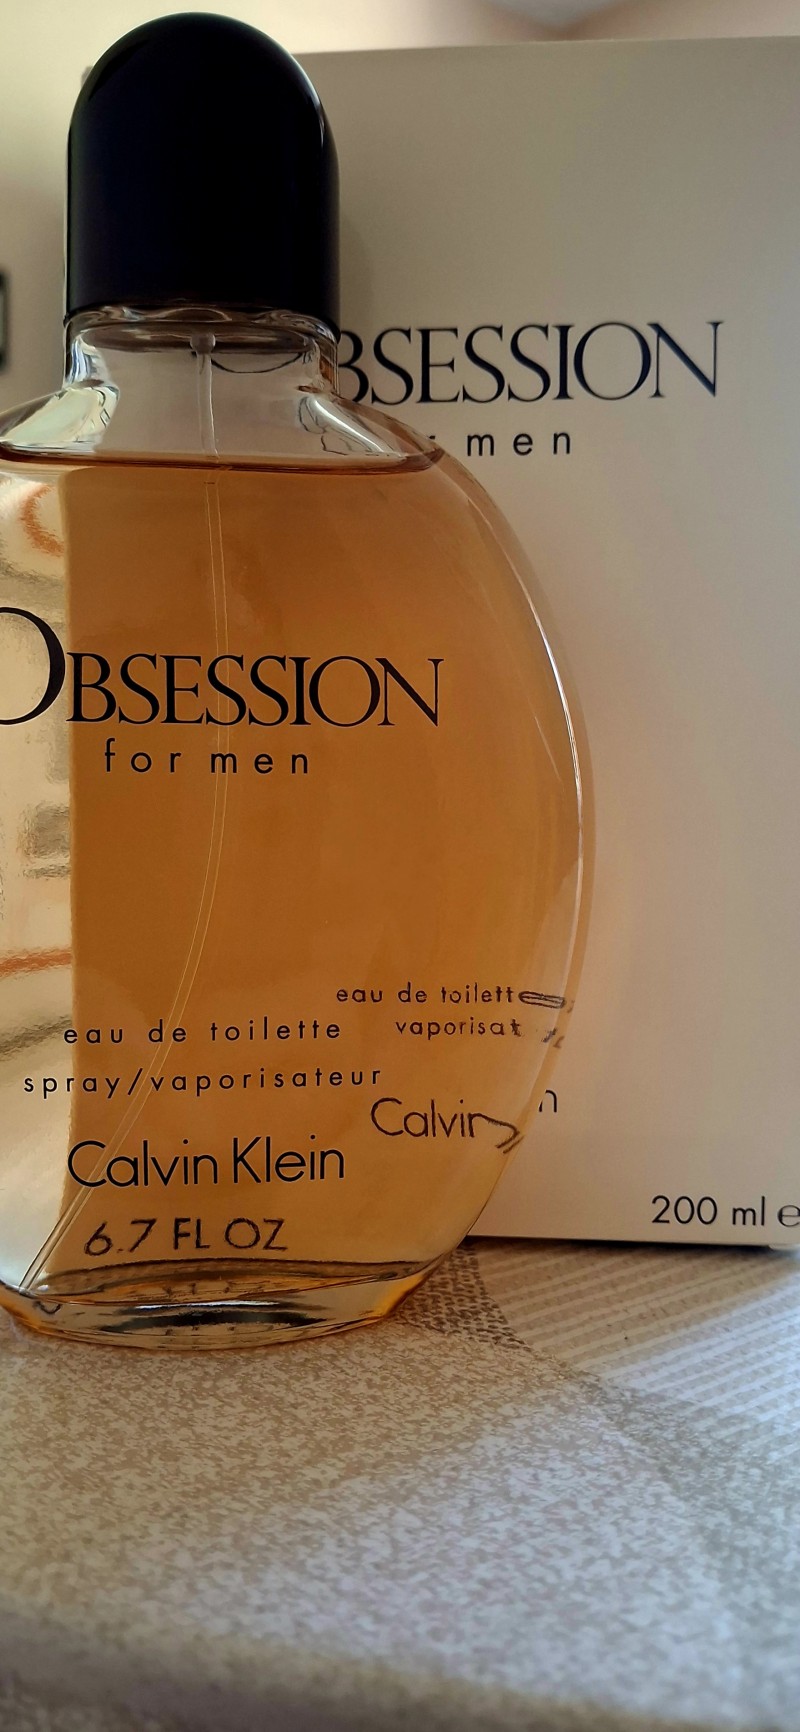 OBSESSION
for men
eau de toilette
spray/vaporisateur
Calvin Klein
6.7 FL OZ
BSESSION
men
eau de toilett
vaporisat
Calvin
n
200 ml e